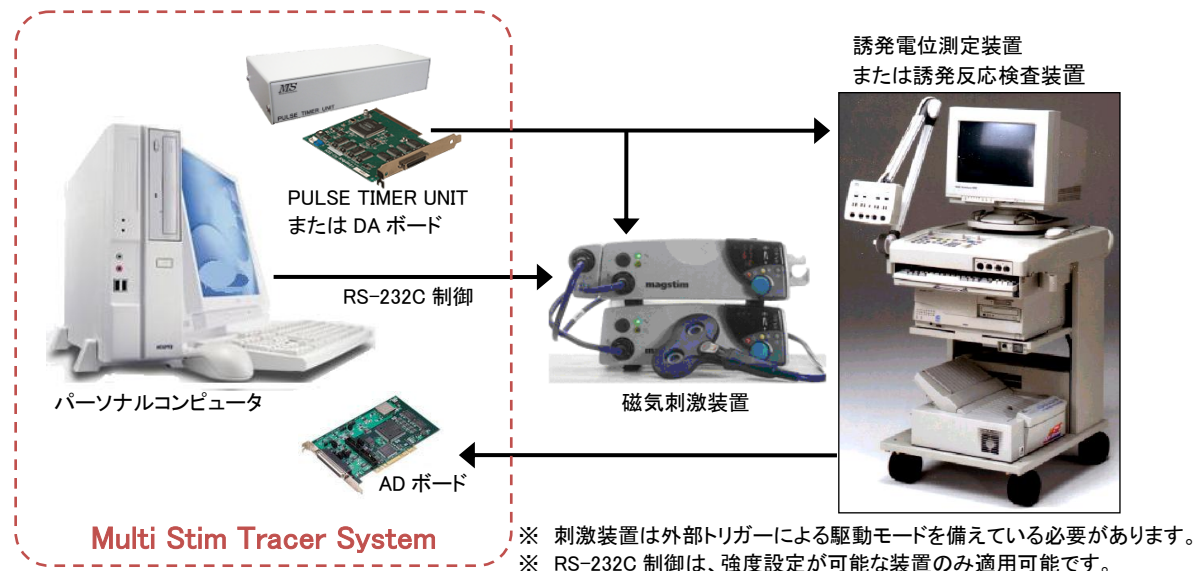 誘発電位測定装置
または誘発反応検査装置
MS
PULSE TIMER UNIT
PULSE TIMER UNIT
または DA ボード
RS-232C 制御
magstim
パーソナルコンピュータ
磁気刺激装置
AD ボード
Multi Stim Tracer System
※ 刺激装置は外部トリガーによる駆動モードを備えている必要があります。
※ RS-232C 制御は、強度設定が可能な装置のみ適用可能です。